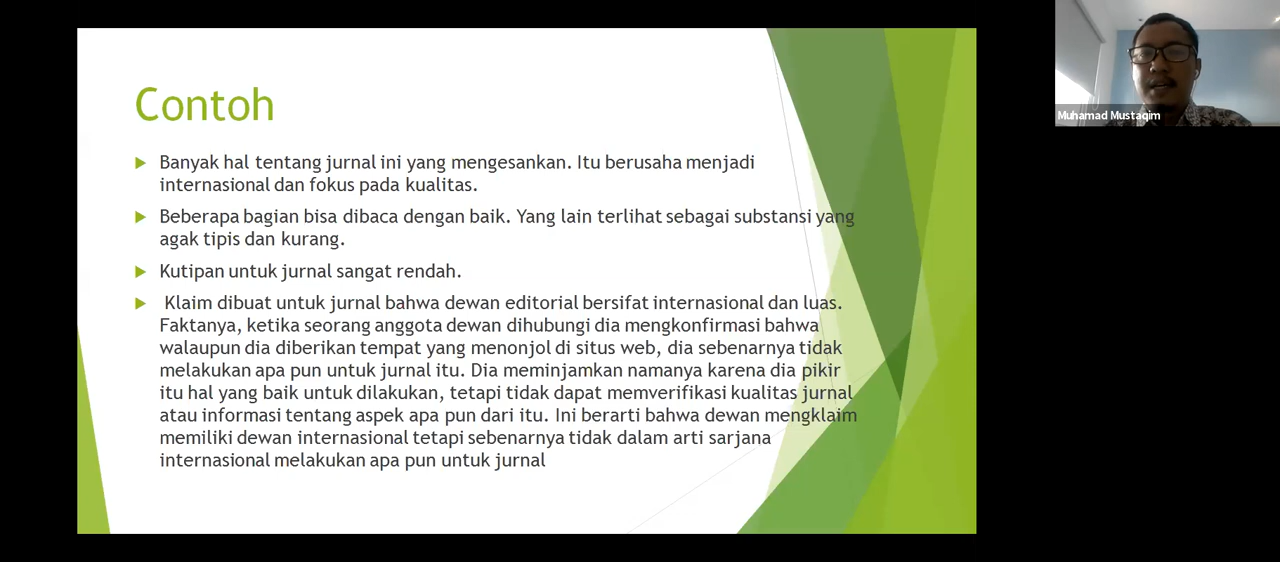 Contoh
Banyak hal tentang jurnal ini yang mengesankan. Itu berusaha menjadi
internasional dan fokus pada kualitas.
Beberapa bagian bisa dibaca dengan baik. Yang lain terlihat sebagai substansi yang
agak tipis dan kurang.
Kutipan untuk jurnal sangat rendah.
Klaim dibuat untuk jurnal bahwa dewan editorial bersifat internasional dan luas.
Faktanya, ketika seorang anggota dewan dihubungi dia mengkonfirmasi bahwa
walaupun dia diberikan tempat yang menonjol di situs web, dia sebenarnya tidak
melakukan apa pun untuk jurnal itu. Dia meminjamkan namanya karena dia pikir
itu hal yang baik untuk dilakukan, tetapi tidak dapat memverifikasi kualitas jurnal
atau informasi tentang aspek apa pun dari itu. Ini berarti bahwa dewan mengklaim
memiliki dewan internasional tetapi sebenarnya tidak dalam arti sarjana
internasional melakukan apa pun untuk jurnal
Muhamad Mustaqim